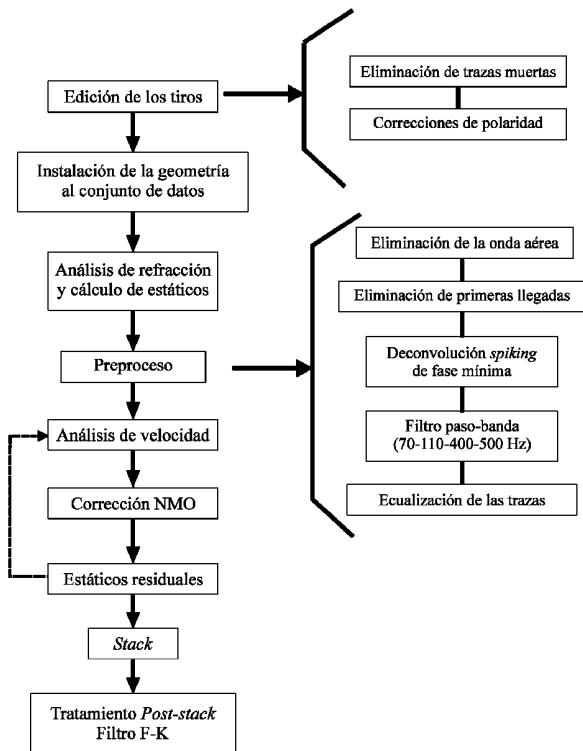 Edición de los tiros
Eliminación de trazas muertas
Correcciones de polaridad
Instalación de la geometría
al conjunto de datos
Análisis de refracción
y cálculo de estáticos
Preproceso
Eliminación de la onda aérea
Eliminación de primeras llegadas
Deconvolución spiking
de fase mínima
Filtro paso-banda
(70-110-400-500 Hz)
Ecualización de las trazas
Análisis de velocidad
Corrección NMO
Estáticos residuales
Stack
Tratamiento Post-stack
Filtro F-K